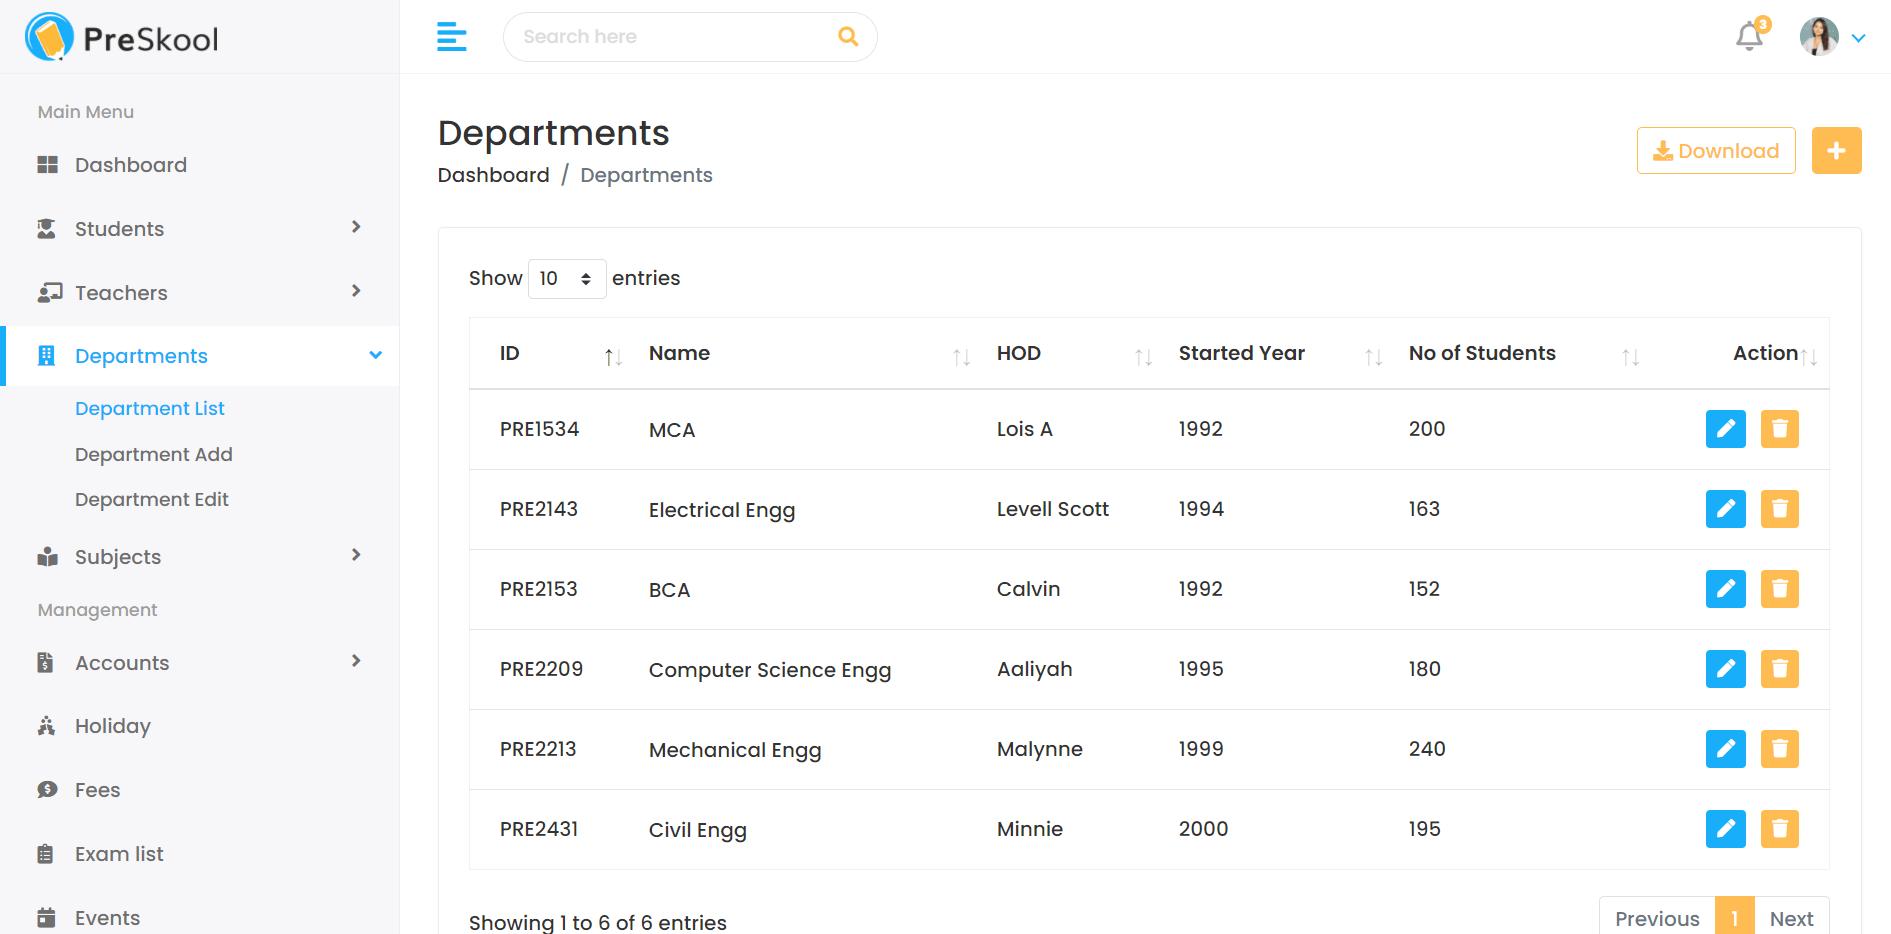 PreSkool
Search here
3
Main Menu
Dashboard
Students
Teachers
Departments
Department List
Department Add
Department Edit
Subjects
Management
Accounts
Holiday
Fees
Exam list
Events
Departments
Dashboard / Departments
Download
Show 10 entries
ID Name HOD Started Year No of Students Action
PRE1534 MCA Lois A 1992 200
PRE2143 Electrical Engg Levell Scott 1994 163
PRE2153 BCA Calvin 1992 152
PRE2209 Computer Science Engg Aaliyah 1995 180
PRE2213 Mechanical Engg Malynne 1999 240
PRE2431 Civil Engg Minnie 2000 195
Showing 1 to 6 of 6 entries
Previous 1 Next